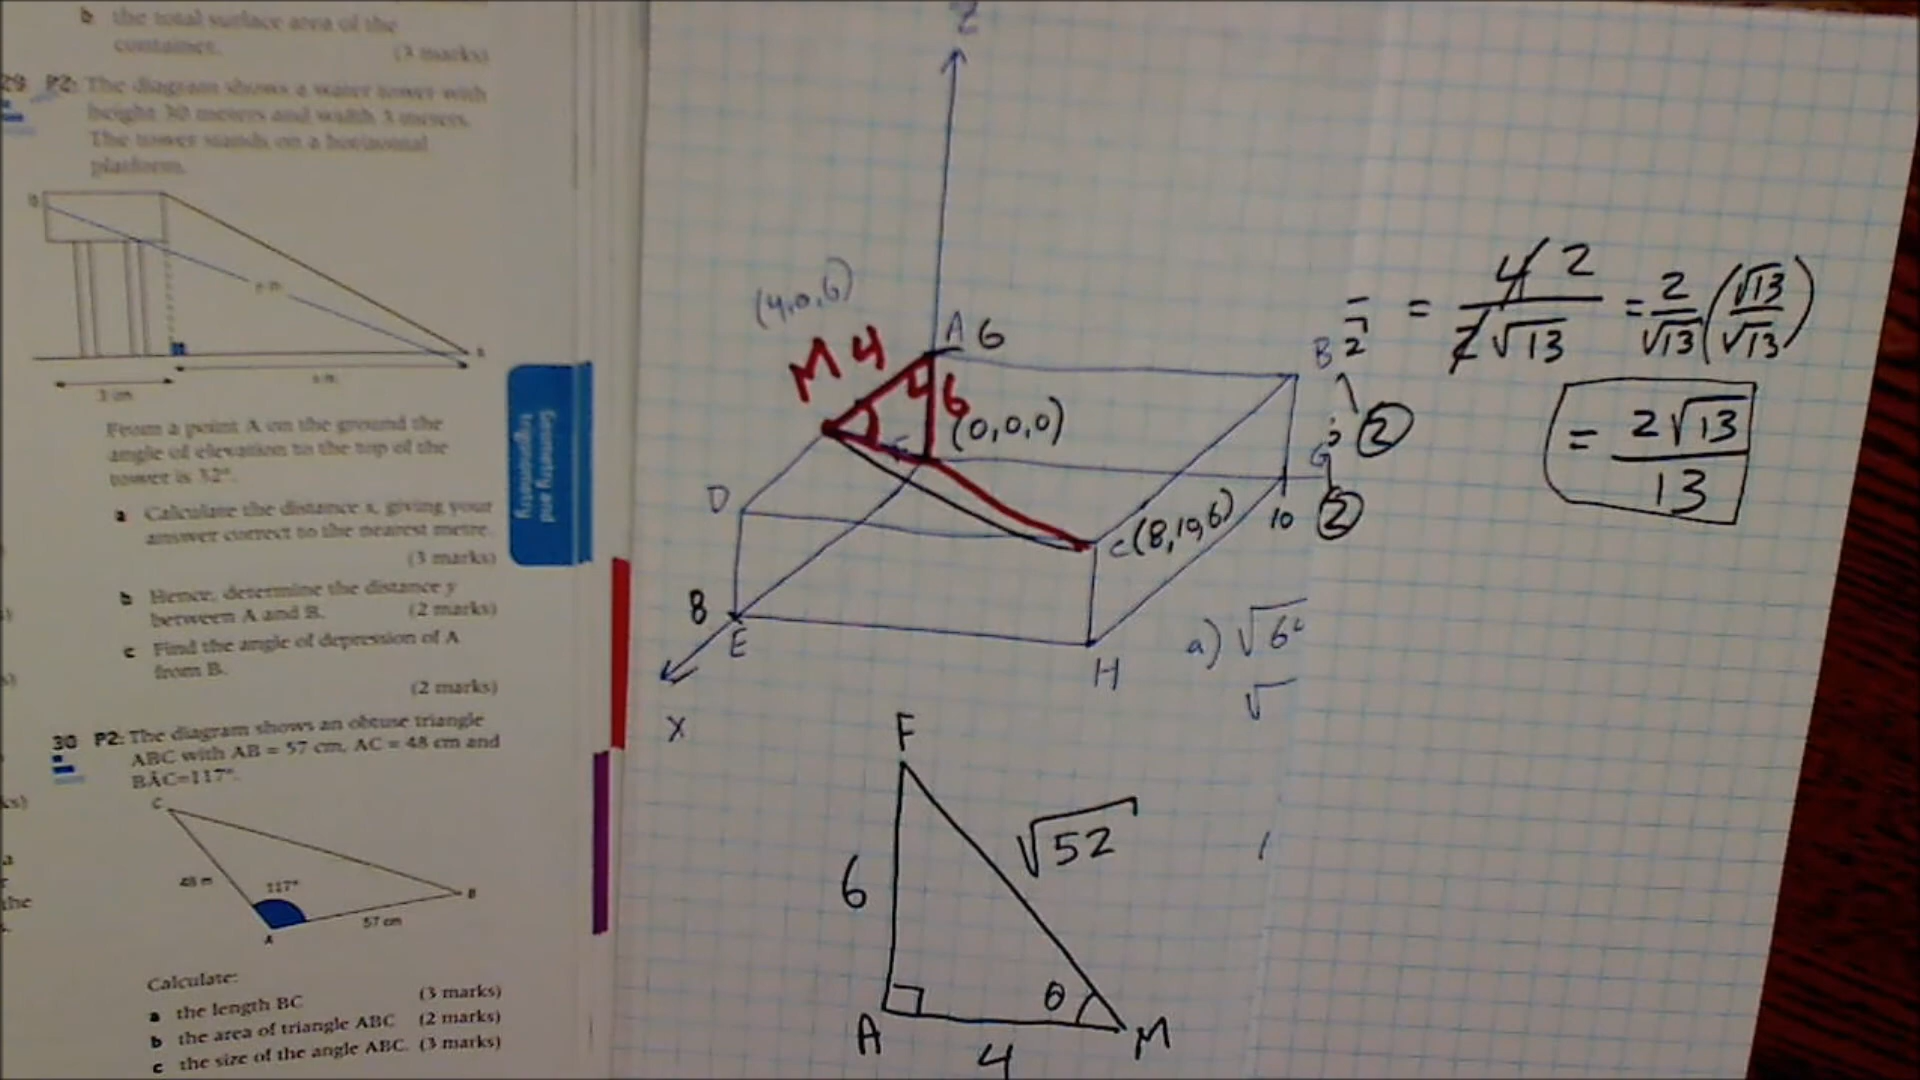 b the total surface area of the
container. (3 marks)
29 P2: The diagram shows a water tower with
height 30 meters and width 3 meters.
The tower stands on a horizontal
platform.
3 cm
From a point A on the ground the
angle of elevation to the top of the
tower is 32°.
a Calculate the distance x, giving your
answer correct to the nearest metre.
(3 marks)
b Hence, determine the distance y
between A and B. (2 marks)
c Find the angle of depression of A
from B.
(2 marks)
30 P2: The diagram shows an obtuse triangle
ABC with AB = 57 cm, AC = 48 cm and
BÂC=117°.
C
48 m
117°
B
57 cm
A
Calculate:
a the length BC (3 marks)
b the area of triangle ABC (2 marks)
c the size of the angle ABC. (3 marks)
Geometry and
trigonometry
Z
(4,0,6)
A 6
M 4
6
(0,0,0)
B
D
C(8,10,6)
G
10
8
E
H
X
2
2
a) √6²
√
= 4 2 / 2√13 = 2/√13 (√13/√13)
= 2√13/13
F
6
√52
θ
A
4
M